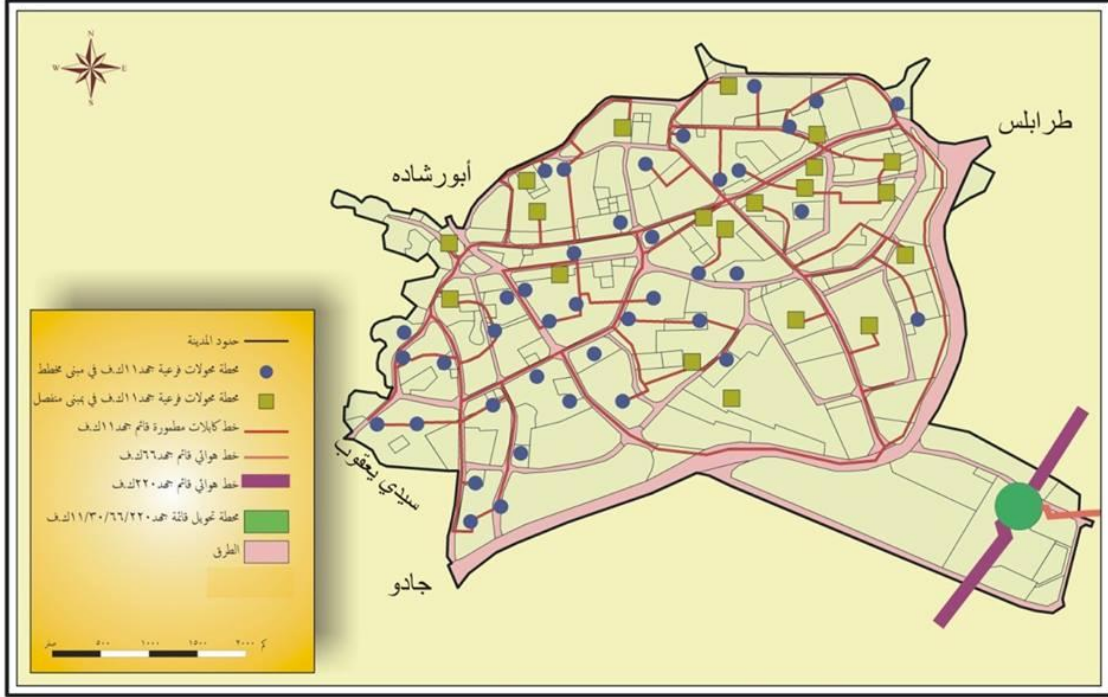 N
W E
S
طرابلس
أبورشاده
سيدي يعقوب
جادو
حدود المدينة
محطة محولات فرعية جهد ١١ك.ف في مبنى مخطط
محطة محولات فرعية جهد ١١ك.ف في مبنى منفصل
خط كابلات مطمورة قائم جهد ١١ك.ف
خط هوائي قائم جهد ٦٦ك.ف
خط هوائي قائم جهد ٢٢٠ك.ف
محطة تحويل قائمة جهد ١١/٣٠/٦٦/٢٢٠ك.ف
الطرق
صفر ٥٠٠ ١٠٠٠ ١٥٠٠ ٢٠٠٠ كم